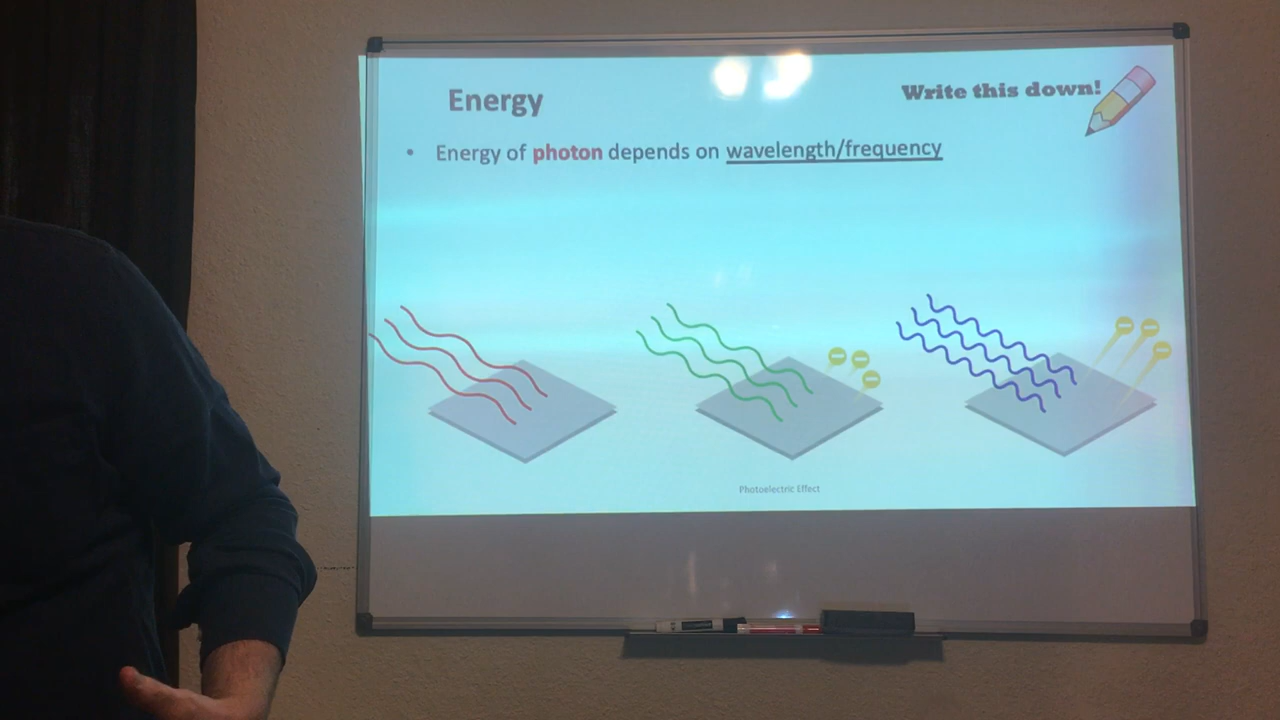 Energy
Write this down!
• Energy of photon depends on wavelength/frequency
Photoelectric Effect